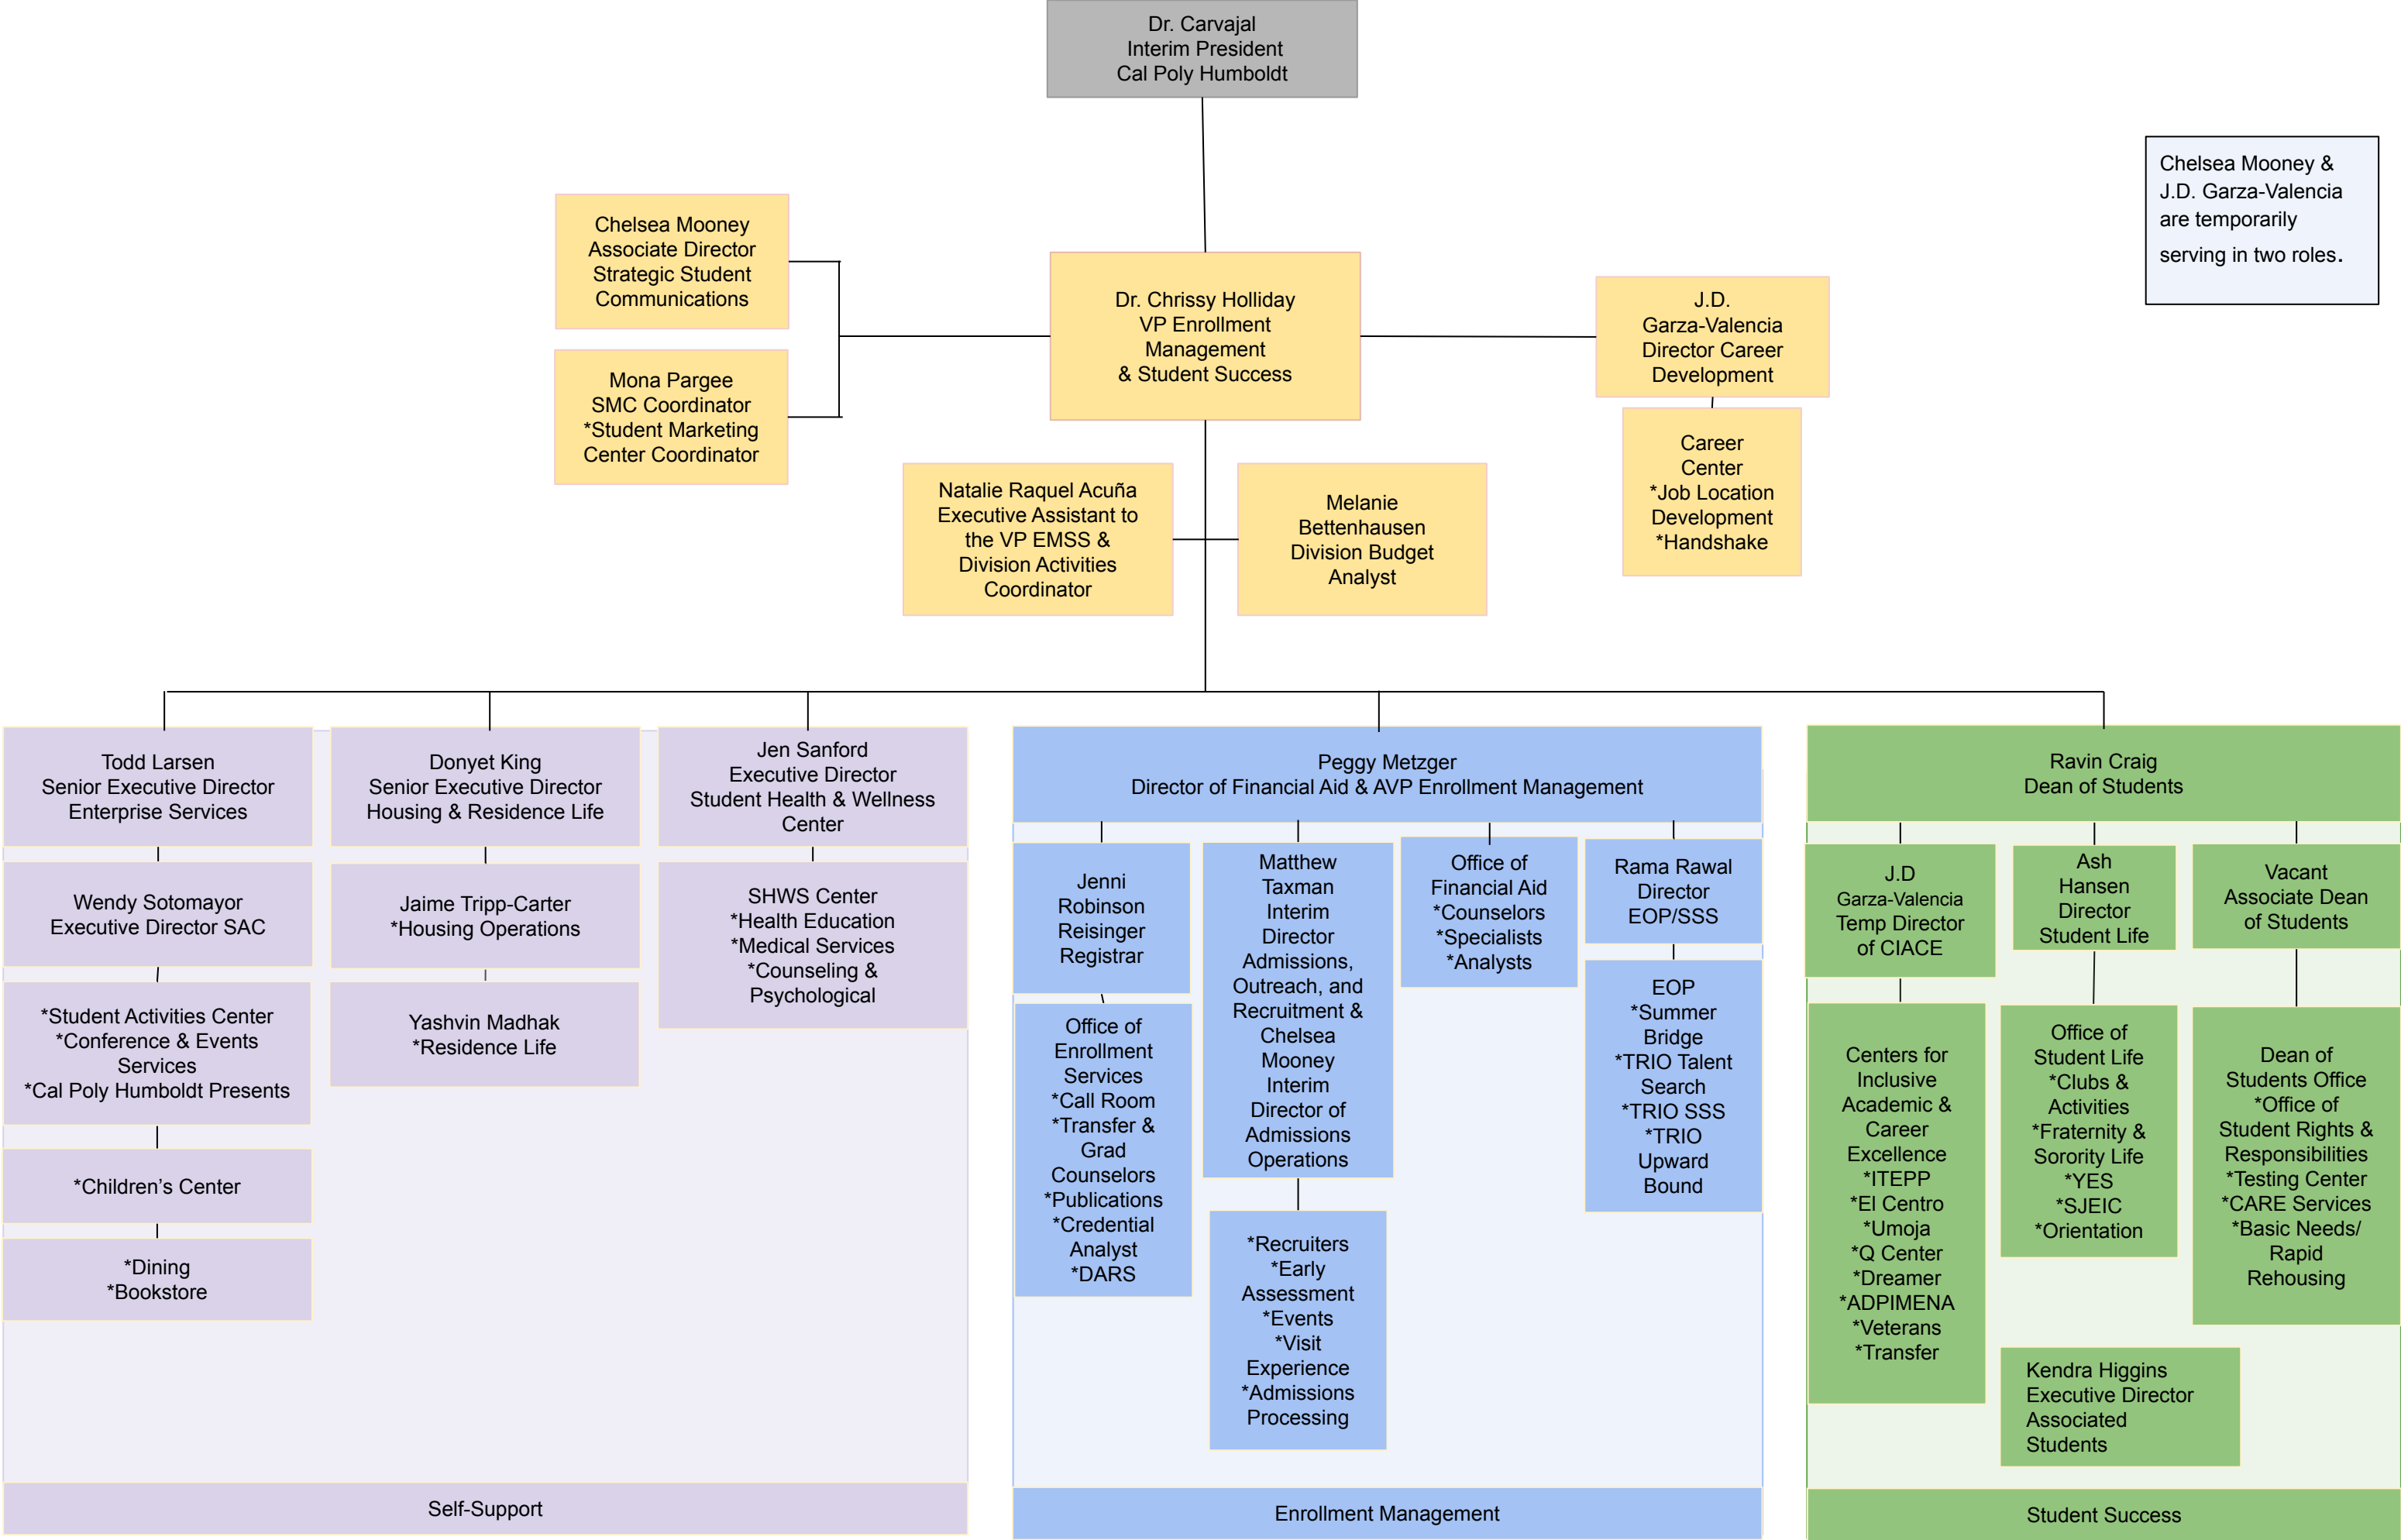 Dr. Carvajal
Interim President
Cal Poly Humboldt
Chelsea Mooney &
J.D. Garza-Valencia
are temporarily
serving in two roles.
Chelsea Mooney
Associate Director
Strategic Student
Communications
Dr. Chrissy Holliday
VP Enrollment
Management
& Student Success
J.D.
Garza-Valencia
Director Career
Development
Mona Pargee
SMC Coordinator
*Student Marketing
Center Coordinator
Career
Center
*Job Location
Development
*Handshake
Natalie Raquel Acuña
Executive Assistant to
the VP EMSS &
Division Activities
Coordinator
Melanie
Bettenhausen
Division Budget
Analyst
Todd Larsen
Senior Executive Director
Enterprise Services
Wendy Sotomayor
Executive Director SAC
*Student Activities Center
*Conference & Events
Services
*Cal Poly Humboldt Presents
*Children's Center
*Dining
*Bookstore
Donyet King
Senior Executive Director
Housing & Residence Life
Jaime Tripp-Carter
*Housing Operations
Yashvin Madhak
*Residence Life
Jen Sanford
Executive Director
Student Health & Wellness
Center
SHWS Center
*Health Education
*Medical Services
*Counseling &
Psychological
Self-Support
Peggy Metzger
Director of Financial Aid & AVP Enrollment Management
Jenni
Robinson
Reisinger
Registrar
Office of
Enrollment
Services
*Call Room
*Transfer &
Grad
Counselors
*Publications
*Credential
Analyst
*DARS
Matthew
Taxman
Interim
Director
Admissions,
Outreach, and
Recruitment &
Chelsea
Mooney
Interim
Director of
Admissions
Operations
*Recruiters
*Early
Assessment
*Events
*Visit
Experience
*Admissions
Processing
Office of
Financial Aid
*Counselors
*Specialists
*Analysts
Rama Rawal
Director
EOP/SSS
EOP
*Summer
Bridge
*TRIO Talent
Search
*TRIO SSS
*TRIO
Upward
Bound
Enrollment Management
Ravin Craig
Dean of Students
J.D
Garza-Valencia
Temp Director
of CIACE
Centers for
Inclusive
Academic &
Career
Excellence
*ITEPP
*El Centro
*Umoja
*Q Center
*Dreamer
*ADPIMENA
*Veterans
*Transfer
Ash
Hansen
Director
Student Life
Office of
Student Life
*Clubs &
Activities
*Fraternity &
Sorority Life
*YES
*SJEIC
*Orientation
Vacant
Associate Dean
of Students
Dean of
Students Office
*Office of
Student Rights &
Responsibilities
*Testing Center
*CARE Services
*Basic Needs/
Rapid
Rehousing
Kendra Higgins
Executive Director
Associated
Students
Student Success